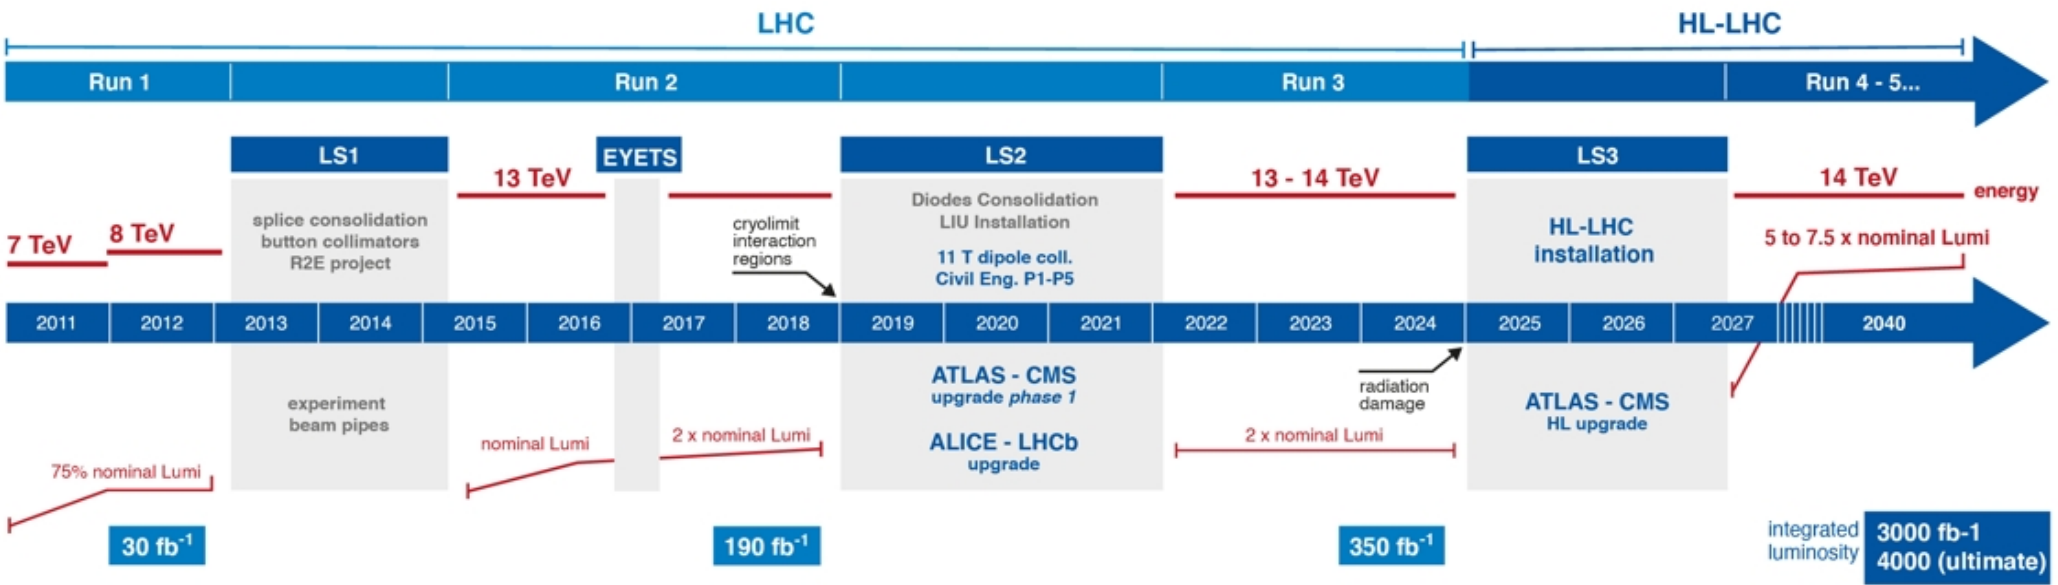 LHC
HL-LHC
Run 1
Run 2
Run 3
Run 4 - 5...
LS1
EYETS
LS2
LS3
13 TeV
13 - 14 TeV
14 TeV
energy
7 TeV
8 TeV
splice consolidation
button collimators
R2E project
cryolimit
interaction
regions
Diodes Consolidation
LIU Installation
11 T dipole coll.
Civil Eng. P1-P5
HL-LHC
installation
5 to 7.5 x nominal Lumi
2011
2012
2013
2014
2015
2016
2017
2018
2019
2020
2021
2022
2023
2024
2025
2026
2027
2040
experiment
beam pipes
ATLAS - CMS
upgrade phase 1
ALICE - LHCb
upgrade
radiation
damage
ATLAS - CMS
HL upgrade
75% nominal Lumi
nominal Lumi
2 x nominal Lumi
2 x nominal Lumi
30 fb⁻¹
190 fb⁻¹
350 fb⁻¹
integrated
luminosity
3000 fb-1
4000 (ultimate)